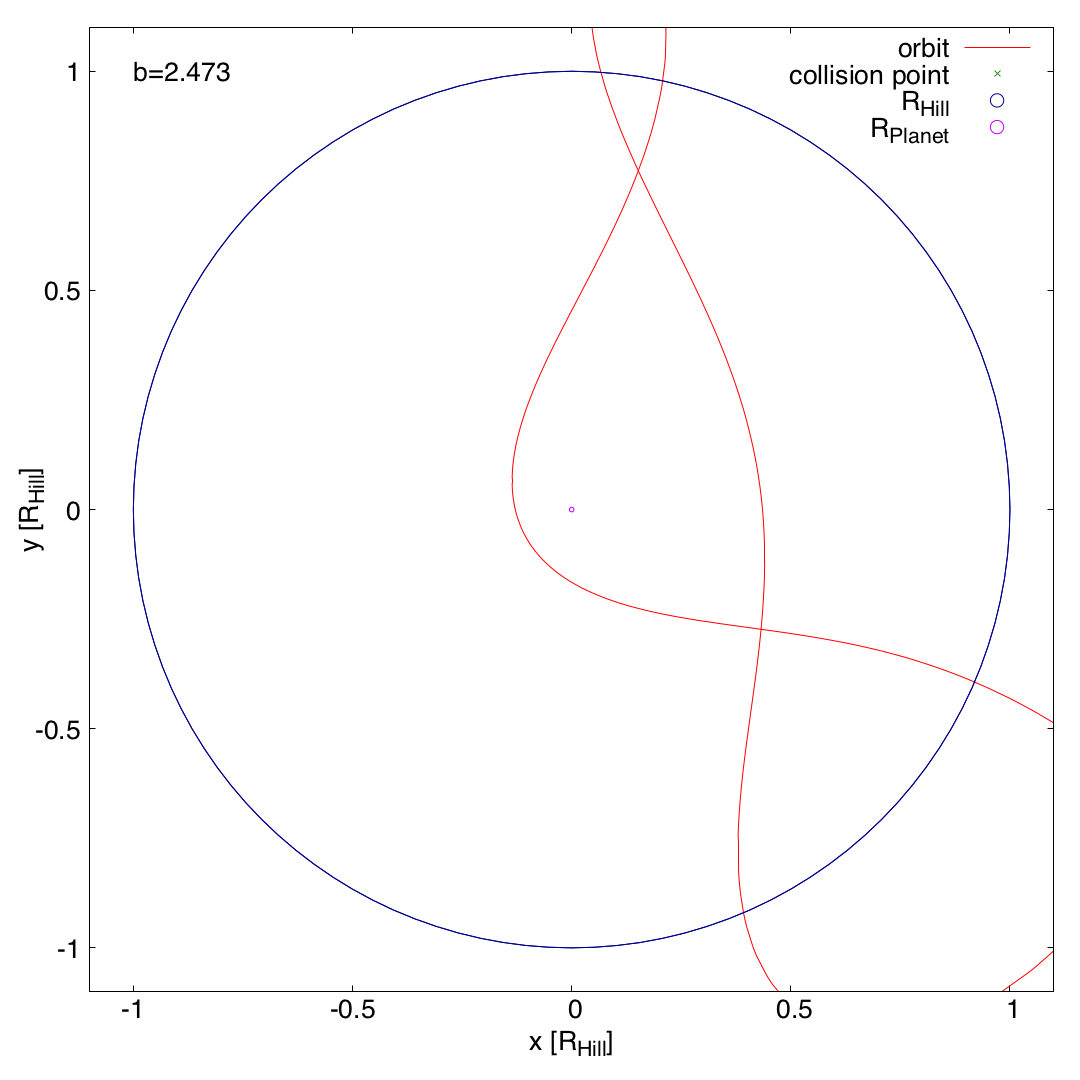 b=2.473
orbit
collision point
R_Hill
R_Planet
1
0.5
0
-0.5
-1
y [R_Hill]
-1
-0.5
0
0.5
1
x [R_Hill]